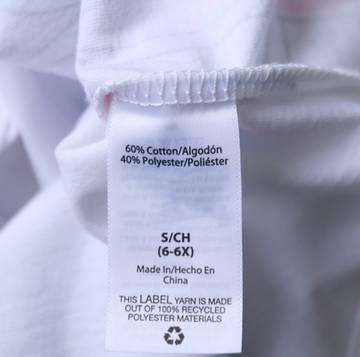 60% Cotton/Algodón
40% Polyester/Poliéster
S/CH
(6-6X)
Made In/Hecho En
China
THIS LABEL YARN IS MADE
OUT OF 100% RECYCLED
POLYESTER MATERIALS